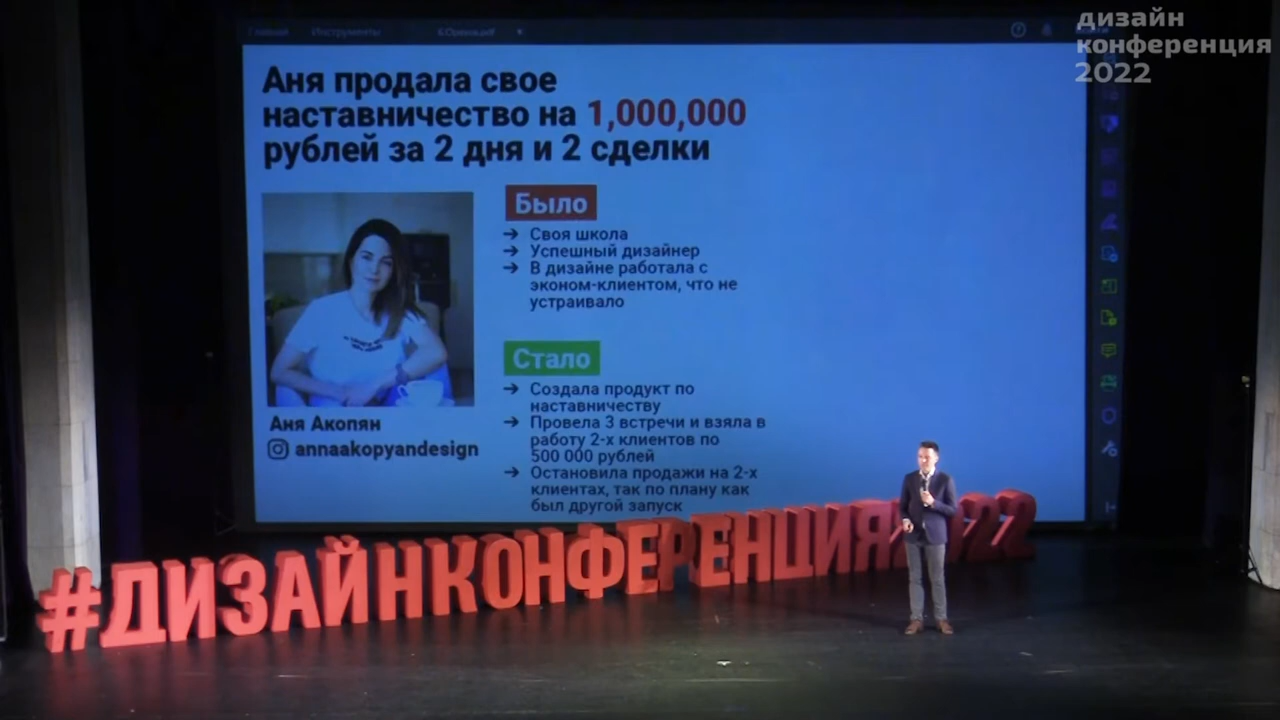 Главная Инструменты
дизайн
конференция
2022
Аня продала свое
наставничество на 1,000,000
рублей за 2 дня и 2 сделки
Было
→ Своя школа
→ Успешный дизайнер
→ В дизайне работала с
эконом-клиентом, что не
устраивало
Стало
→ Создала продукт по
наставничеству
→ Провела 3 встречи и взяла в
работу 2-х клиентов по
500 000 рублей
→ Остановила продажи на 2-х
клиентах, так по плану как
был другой запуск
Аня Акопян
annaakopyandesign
#ДИЗАЙНКОНФЕРЕНЦИЯ2022